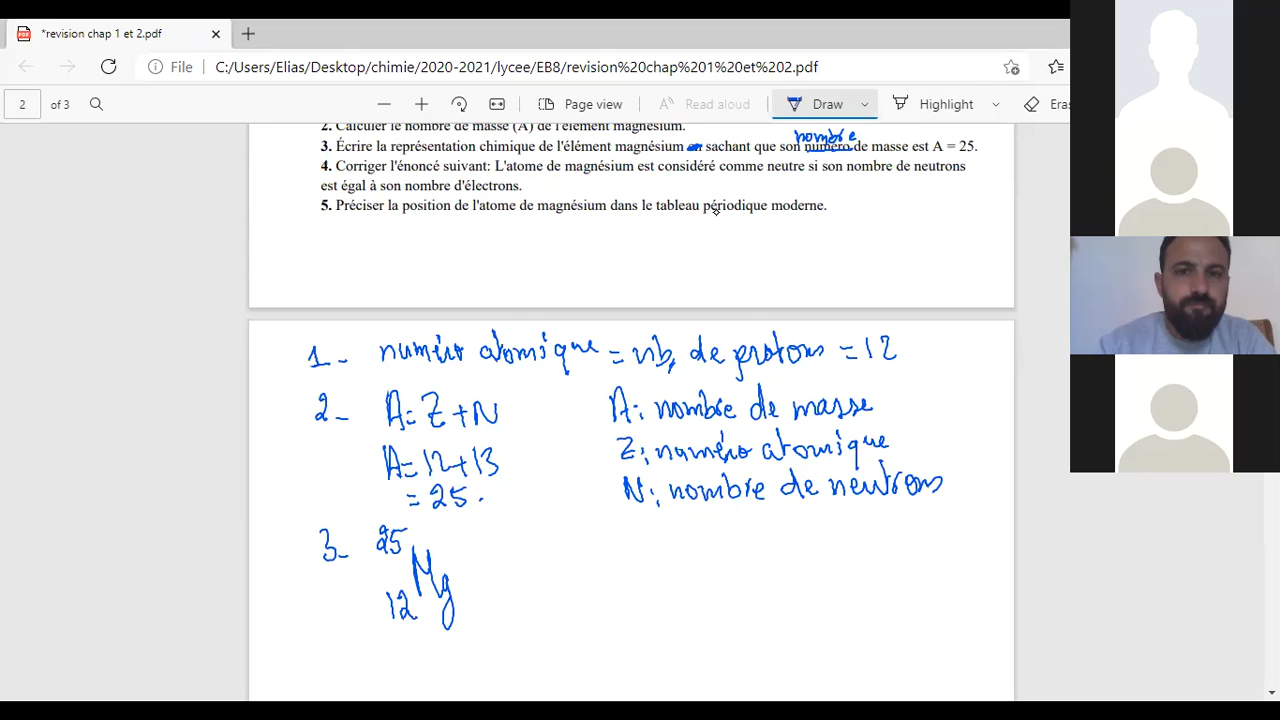 *revision chap 1 et 2.pdf
File C:/Users/Elias/Desktop/chimie/2020-2021/lycee/EB8/revision%20chap%201%20et%202.pdf
2 of 3 Page view Read aloud Draw Highlight Eras
2. Calculer le nombre de masse (A) de l'élément magnésium.
nombre
3. Écrire la représentation chimique de l'élément magnésium sachant que son numéro de masse est A = 25.
4. Corriger l'énoncé suivant: L'atome de magnésium est considéré comme neutre si son nombre de neutrons
est égal à son nombre d'électrons.
5. Préciser la position de l'atome de magnésium dans le tableau périodique moderne.
1- numéro atomique = nb, de protons = 12
2- A = Z + N A: nombre de masse
Z: numéro atomique
A = 12 + 13
= 25. N: nombre de neutrons
3- 25
Mg
12